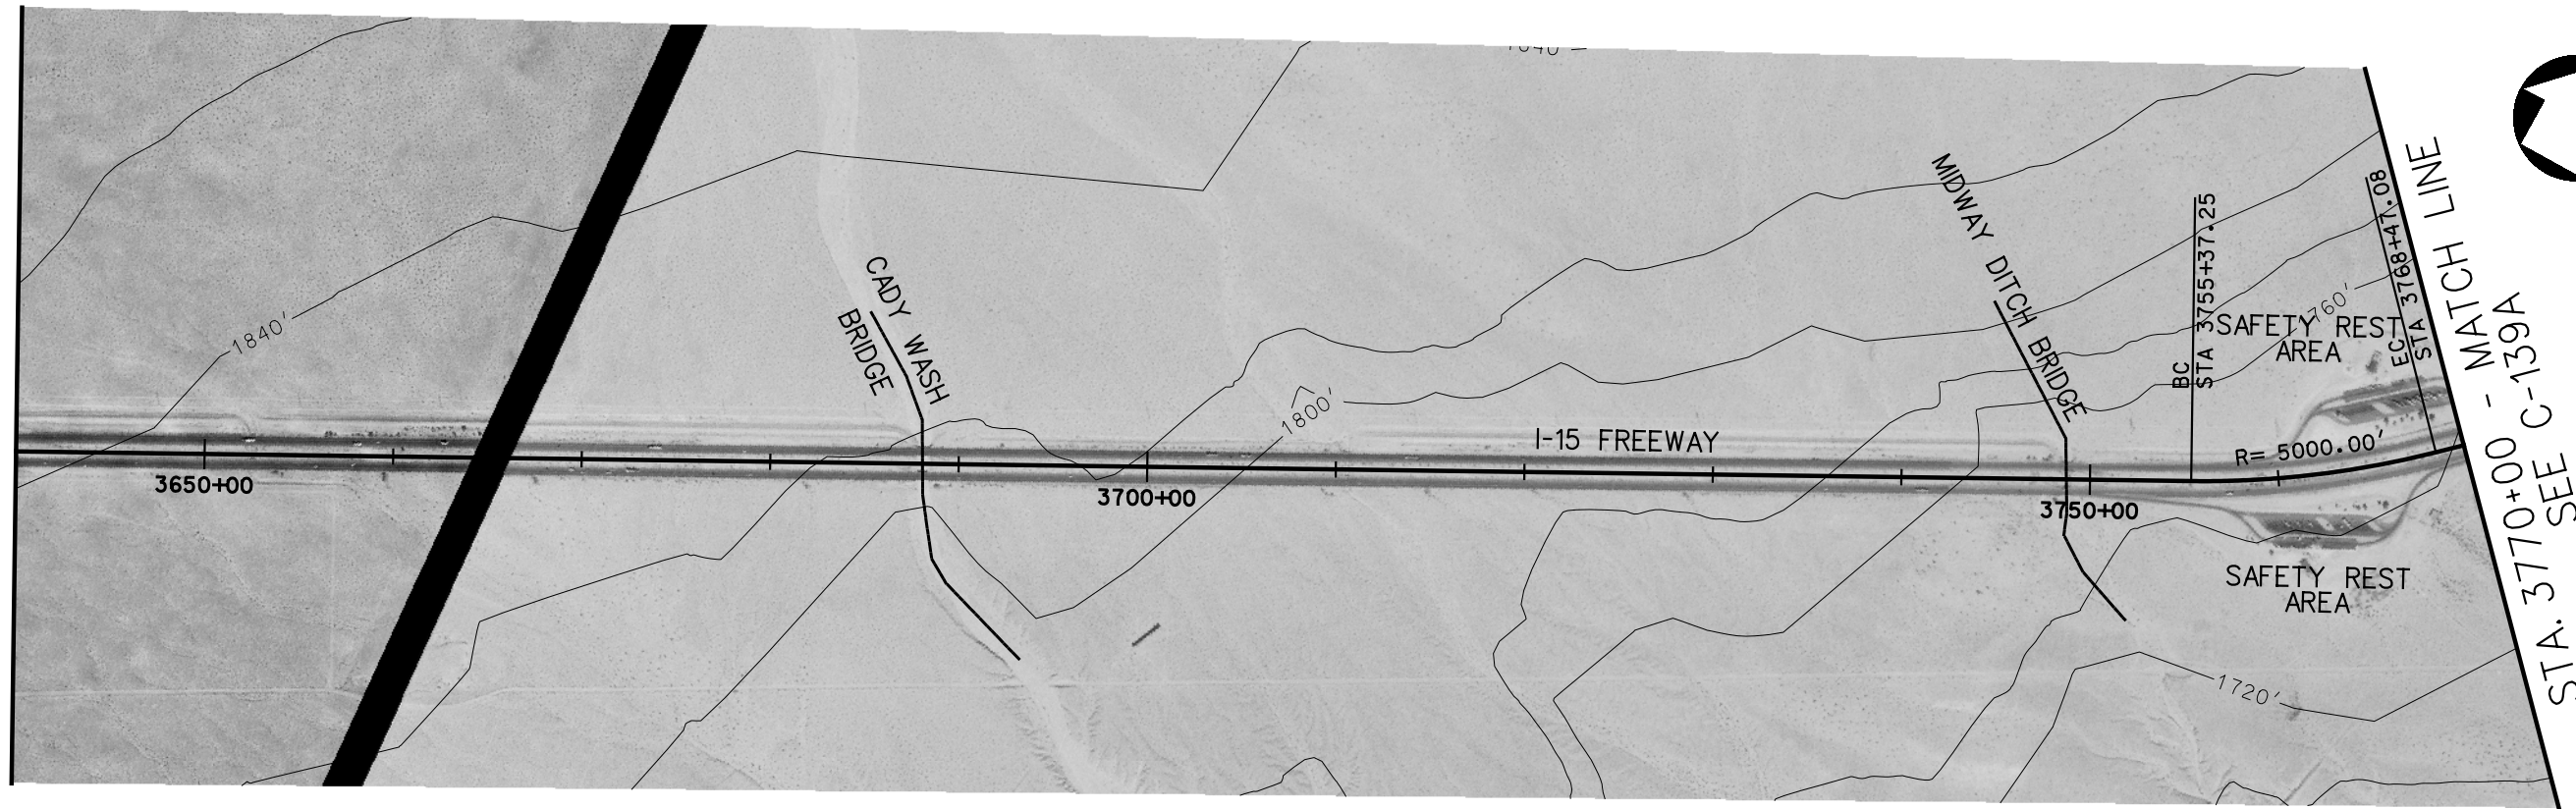 1840'
CADY WASH
BRIDGE
1800'
I-15 FREEWAY
MIDWAY DITCH BRIDGE
BC
STA 3755+37.25
SAFETY REST
AREA
1760'
EC
STA 3768+47.08
R= 5000.00'
3650+00
3700+00
3750+00
SAFETY REST
AREA
1720'
STA. 3770+00 - MATCH LINE
SEE C-139A